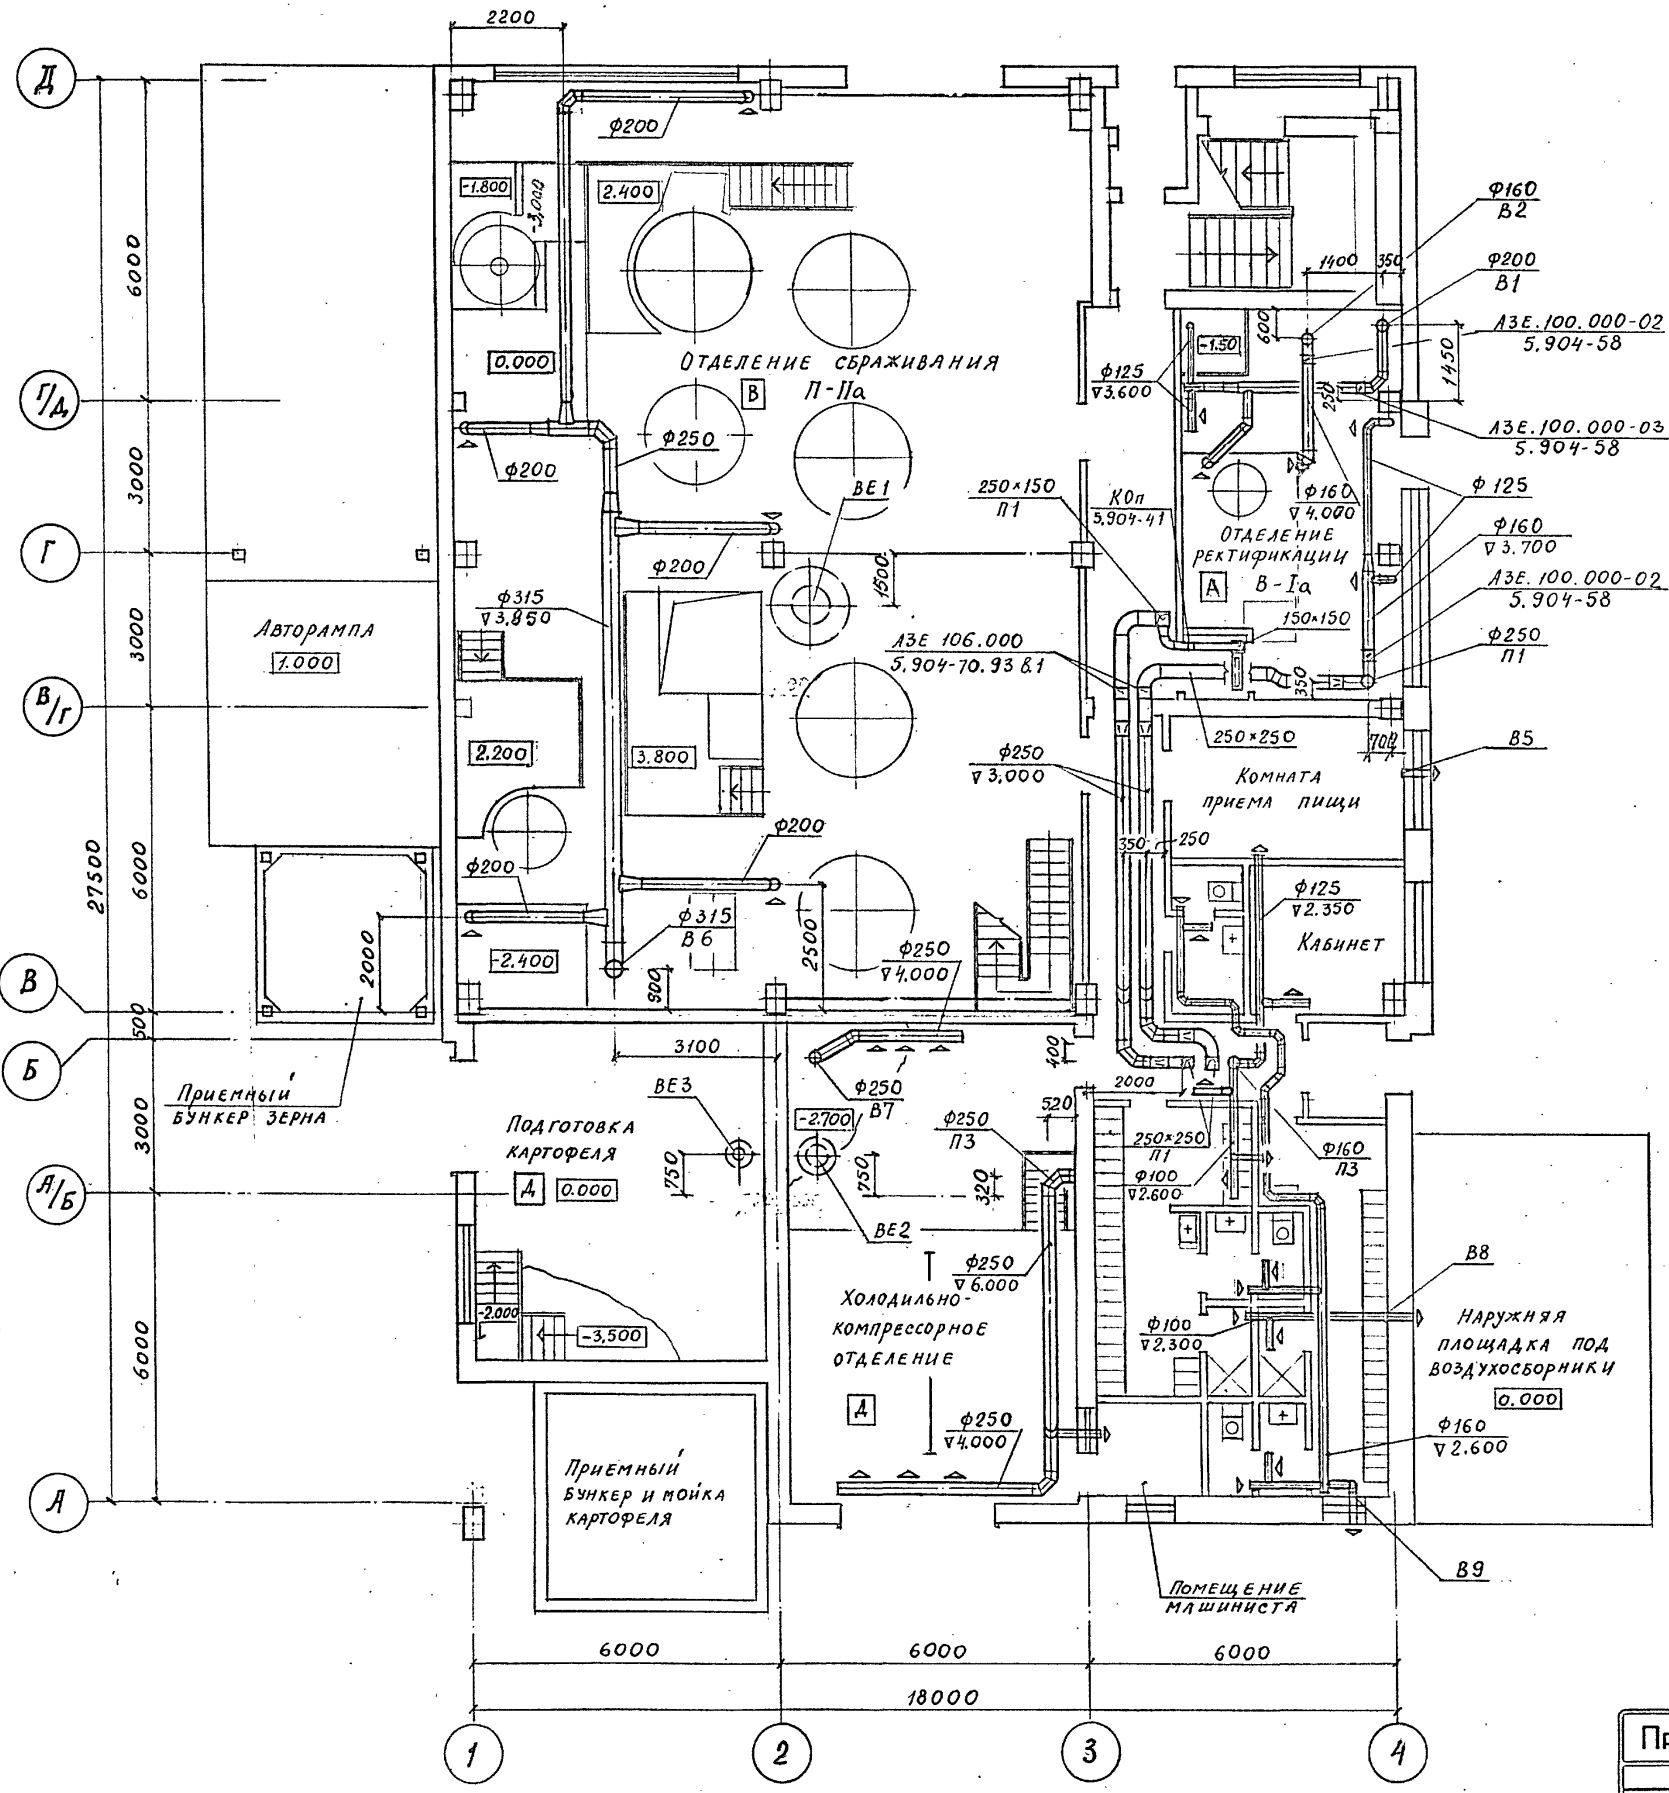 2200
Д
ф200
-1.800
-3,000
2.400
ф160
В2
1400
350
ф200
В1
6000
600
-1.50
АЗЕ.100.000-02
5.904-58
1450
0.000
ОТДЕЛЕНИЕ СБРАЖИВАНИЯ
В
П-IIа
ф125
▽3.600
250
Г/Д
ф200
ф250
АЗЕ.100.000-03
5.904-58
3000
ВЕ1
250×150
П1
КОп
5.904-41
ф160
▽4.000
ф125
ОТДЕЛЕНИЕ
РЕКТИФИКАЦИИ
А
В-Iа
ф160
▽3.700
Г
ф200
1500
ф315
▽3.850
АЗЕ.100.000-02
5.904-58
АВТОРАМПА
1.000
3000
АЗЕ 106.000
5.904-70.93 в.1
150×150
ф250
П1
350
В/Г
2.200
3.800
250×250
700
В5
ф250
▽3,000
КОМНАТА
ПРИЕМА ПИЩИ
27500
6000
ф200
ф200
350
250
ф125
▽2.350
КАБИНЕТ
2000
ф315
В6
2500
ф250
▽4.000
-2.400
900
В
500
3100
400
Б
ПРИЕМНЫЙ
БУНКЕР ЗЕРНА
ВЕ3
ф250
В7
2000
520
3000
ПОДГОТОВКА
КАРТОФЕЛЯ
Д
0.000
750
-2.700
750
ф250
П3
320
250×250
П1
ф100
▽2.600
ф160
П3
А/Б
ВЕ2
ф250
▽6.000
В8
6000
-2.000
-3,500
ХОЛОДИЛЬНО-
КОМПРЕССОРНОЕ
ОТДЕЛЕНИЕ
ф100
▽2.300
НАРУЖНЯЯ
ПЛОЩАДКА ПОД
ВОЗДУХОСБОРНИКИ
0.000
Д
ф250
▽4.000
ф160
▽2.600
А
ПРИЕМНЫЙ
БУНКЕР И МОЙКА
КАРТОФЕЛЯ
В9
ПОМЕЩЕНИЕ
МАШИНИСТА
6000
6000
6000
18000
1
2
3
4